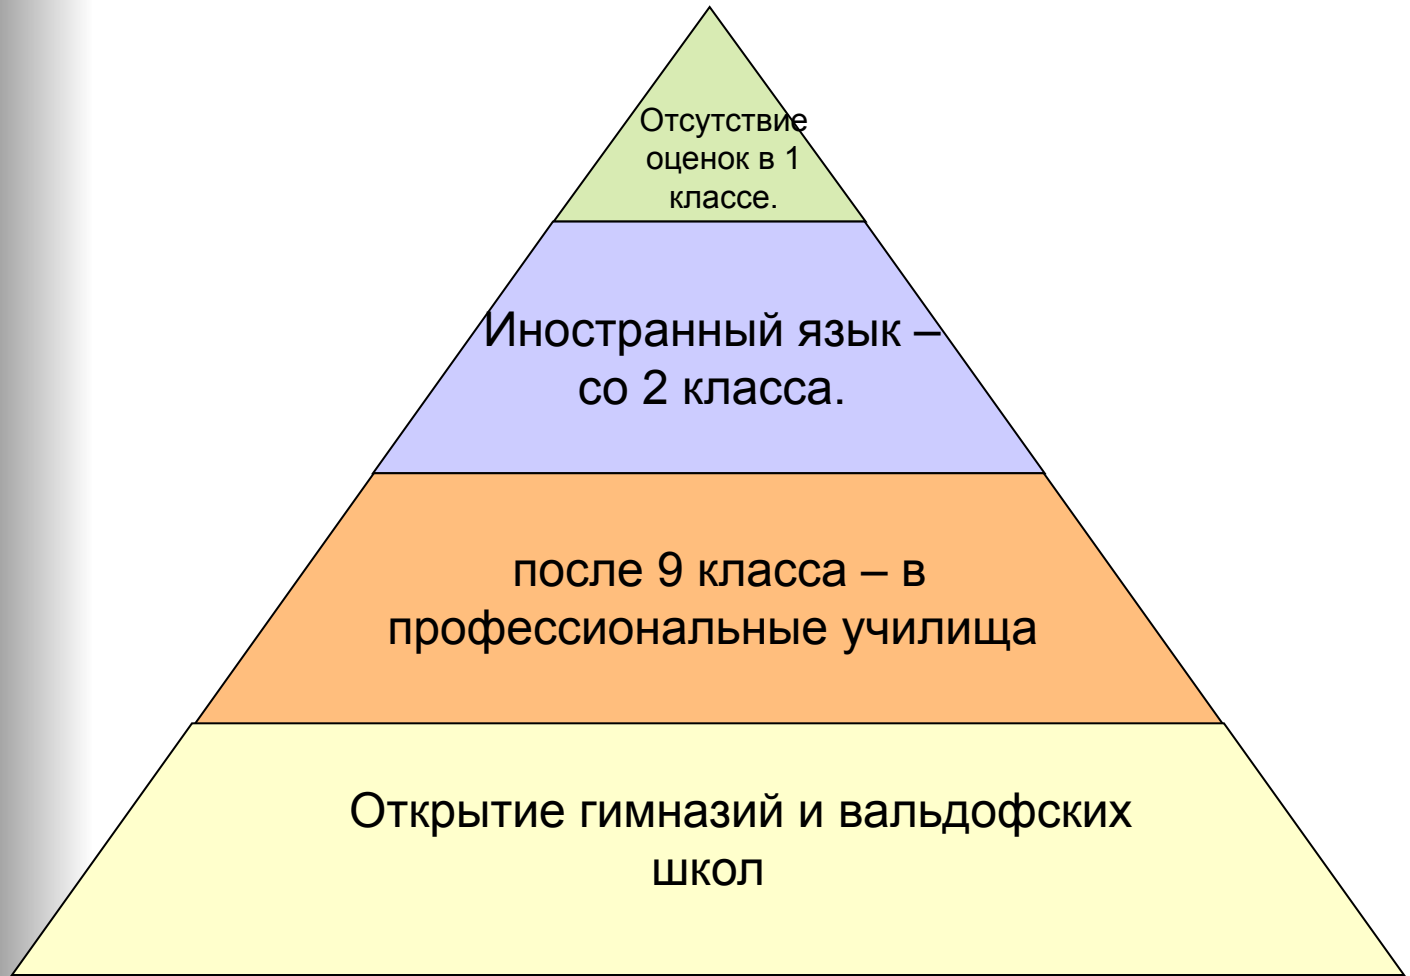 Отсутствие
оценок в 1
классе.
Иностранный язык –
со 2 класса.
после 9 класса – в
профессиональные училища
Открытие гимназий и вальдофских
школ